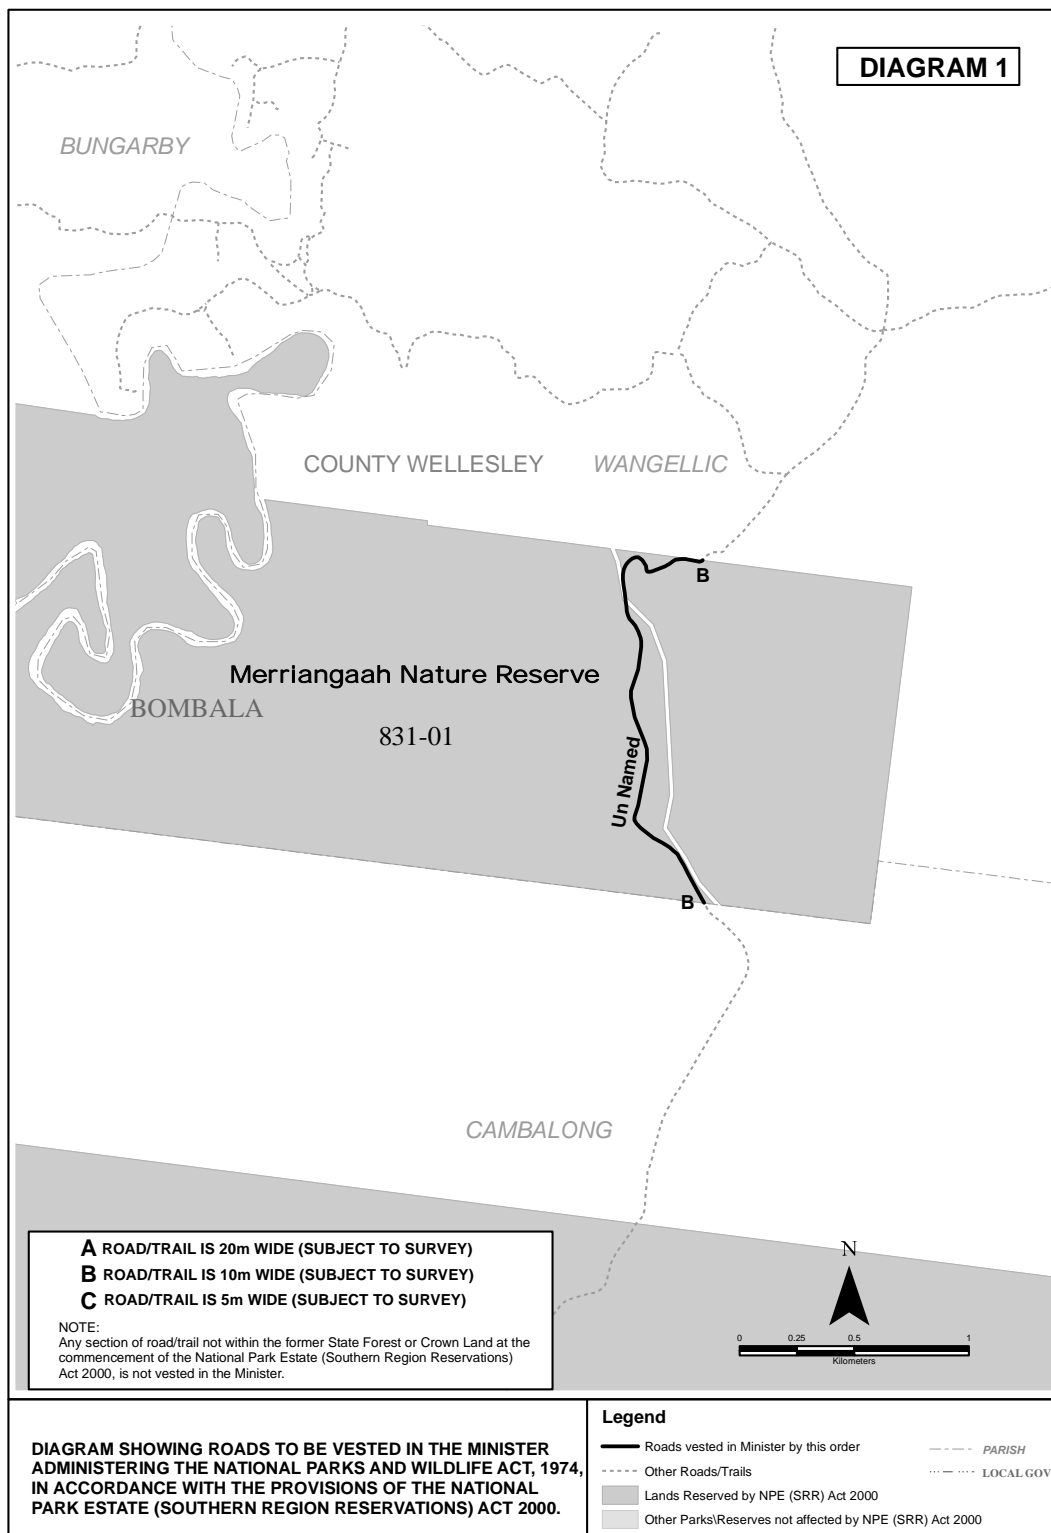 DIAGRAM 1
BUNGARBY
COUNTY WELLESLEY
WANGELLIC
B
Merriangaah Nature Reserve
BOMBALA
831-01
Un Named
B
CAMBALONG
A ROAD/TRAIL IS 20m WIDE (SUBJECT TO SURVEY)
B ROAD/TRAIL IS 10m WIDE (SUBJECT TO SURVEY)
C ROAD/TRAIL IS 5m WIDE (SUBJECT TO SURVEY)
NOTE:
Any section of road/trail not within the former State Forest or Crown Land at the
commencement of the National Park Estate (Southern Region Reservations)
Act 2000, is not vested in the Minister.
N
0 0.25 0.5 1
Kilometers
DIAGRAM SHOWING ROADS TO BE VESTED IN THE MINISTER
ADMINISTERING THE NATIONAL PARKS AND WILDLIFE ACT, 1974,
IN ACCORDANCE WITH THE PROVISIONS OF THE NATIONAL
PARK ESTATE (SOUTHERN REGION RESERVATIONS) ACT 2000.
Legend
Roads vested in Minister by this order
Other Roads/Trails
Lands Reserved by NPE (SRR) Act 2000
Other Parks\Reserves not affected by NPE (SRR) Act 2000
PARISH
LOCAL GOV